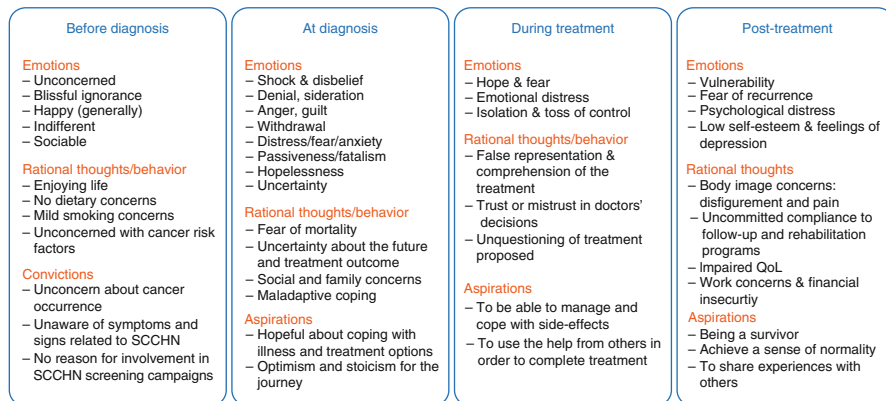 Before diagnosis
Emotions
– Unconcerned
– Blissful ignorance
– Happy (generally)
– Indifferent
– Sociable
Rational thoughts/behavior
– Enjoying life
– No dietary concerns
– Mild smoking concerns
– Unconcerned with cancer risk
factors
Convictions
– Unconcern about cancer
occurrence
– Unaware of symptoms and
signs related to SCCHN
– No reason for involvement in
SCCHN screening campaigns
At diagnosis
Emotions
– Shock & disbelief
– Denial, sideration
– Anger, guilt
– Withdrawal
– Distress/fear/anxiety
– Passiveness/fatalism
– Hopelessness
– Uncertainty
Rational thoughts/behavior
– Fear of mortality
– Uncertainty about the future
and treatment outcome
– Social and family concerns
– Maladaptive coping
Aspirations
– Hopeful about coping with
illness and treatment options
– Optimism and stoicism for the
journey
During treatment
Emotions
– Hope & fear
– Emotional distress
– Isolation & toss of control
Rational thoughts/behavior
– False representation &
comprehension of the
treatment
– Trust or mistrust in doctors’
decisions
– Unquestioning of treatment
proposed
Aspirations
– To be able to manage and
cope with side-effects
– To use the help from others in
order to complete treatment
Post-treatment
Emotions
– Vulnerability
– Fear of recurrence
– Psychological distress
– Low self-esteem & feelings of
depression
Rational thoughts
– Body image concerns:
disfigurement and pain
– Uncommitted compliance to
follow-up and rehabilitation
programs
– Impaired QoL
– Work concerns & financial
insecurtiy
Aspirations
– Being a survivor
– Achieve a sense of normality
– To share experiences with
others